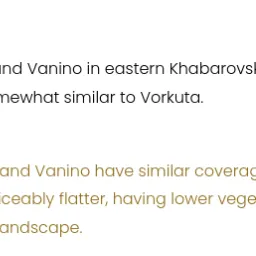 and Vanino in eastern Khabarovsk
mewhat similar to Vorkuta.
and Vanino have similar coverag
iceably flatter, having lower vege
andscape.